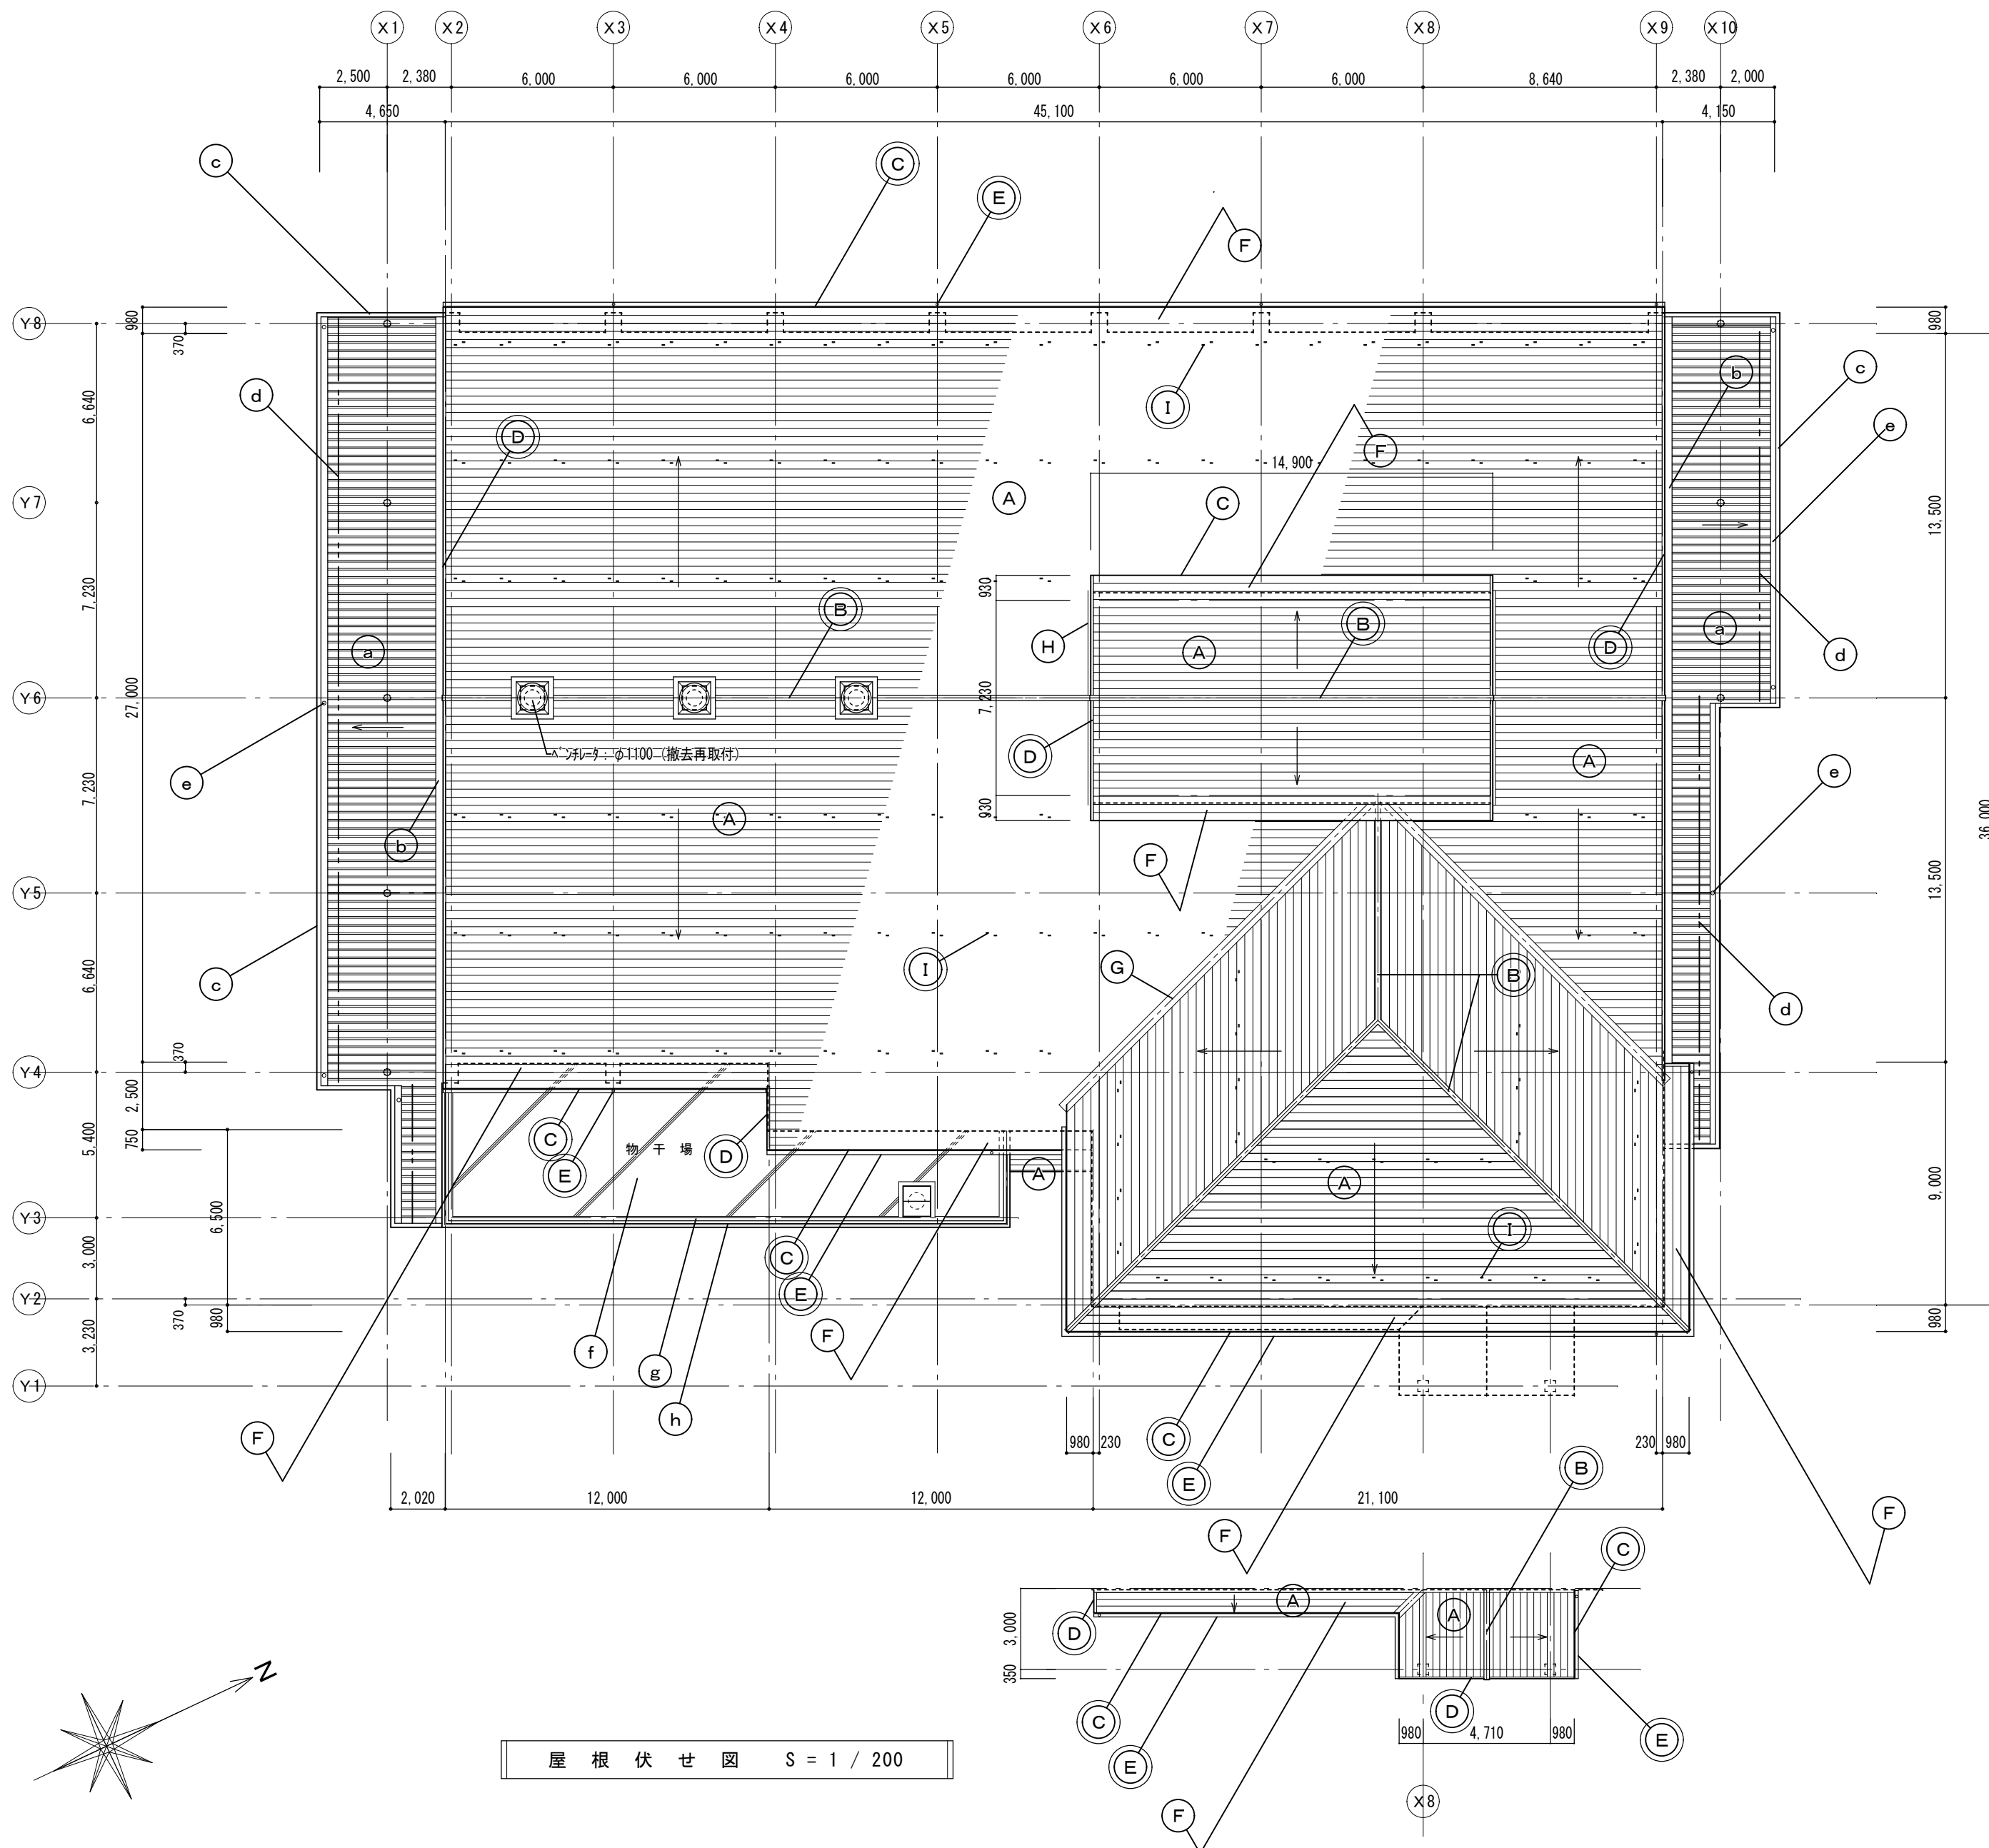 X1 X2 X3 X4 X5 X6 X7 X8 X9 X10
2,500 2,380 6,000 6,000 6,000 6,000 6,000 6,000 8,640 2,380 2,000
4,650 45,100 4,150
c C E F
Y8 980 370 980
d D I b c e
6,640 F
14,900
Y7 A C 13,500
7,230 930
B B
a H A D a d
Y6 27,000 7,230
ベンチレータ：φ1100（撤去再取付）
e D A e
7,230 A 930
b F 36,000
Y5 13,500
6,640 c I G B d
370
Y4
2,500 C 物干場 D A A
750 5,400 E 9,000
Y3 6,500 C I
3,000 E
Y2 370 980 F 980
3,230 f g
Y1 h
F 980 230 C 230 980
E B
2,020 12,000 12,000 21,100
F C F
A A
3,000 D
350
C D E
980 4,710 980
E
N
屋根伏せ図 S = 1 / 200
X8
F